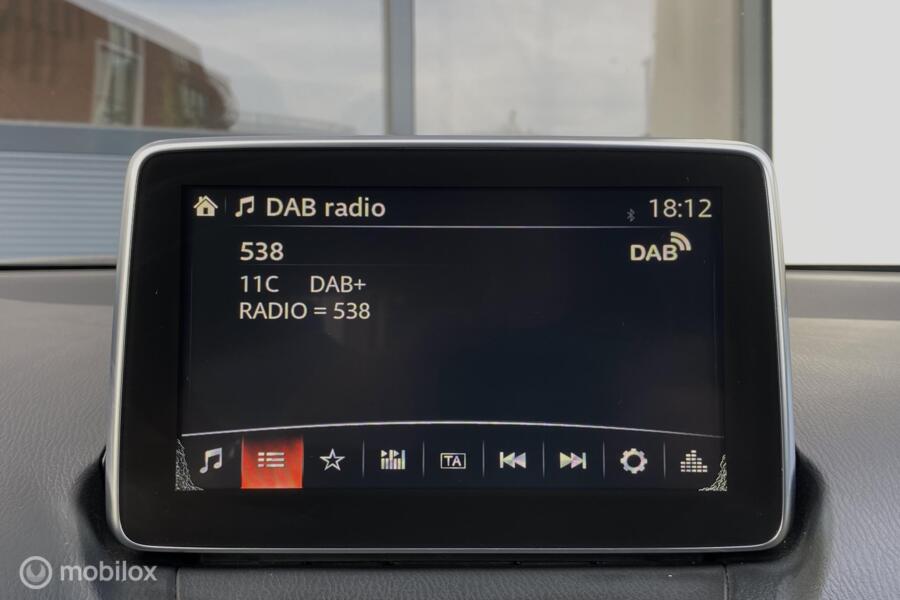 DAB radio 18:12
538 DAB
11C DAB+
RADIO = 538
TA
mobilox